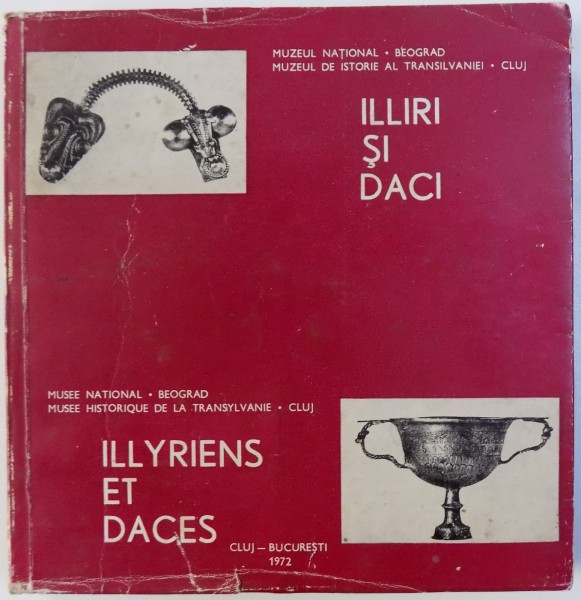 MUZEUL NAȚIONAL • BEOGRAD
MUZEUL DE ISTORIE AL TRANSILVANIEI • CLUJ
ILLIRI
ȘI
DACI
MUSEE NATIONAL • BEOGRAD
MUSEE HISTORIQUE DE LA TRANSYLVANIE • CLUJ
ILLYRIENS
ET
DACES
CLUJ — BUCUREȘTI
1972